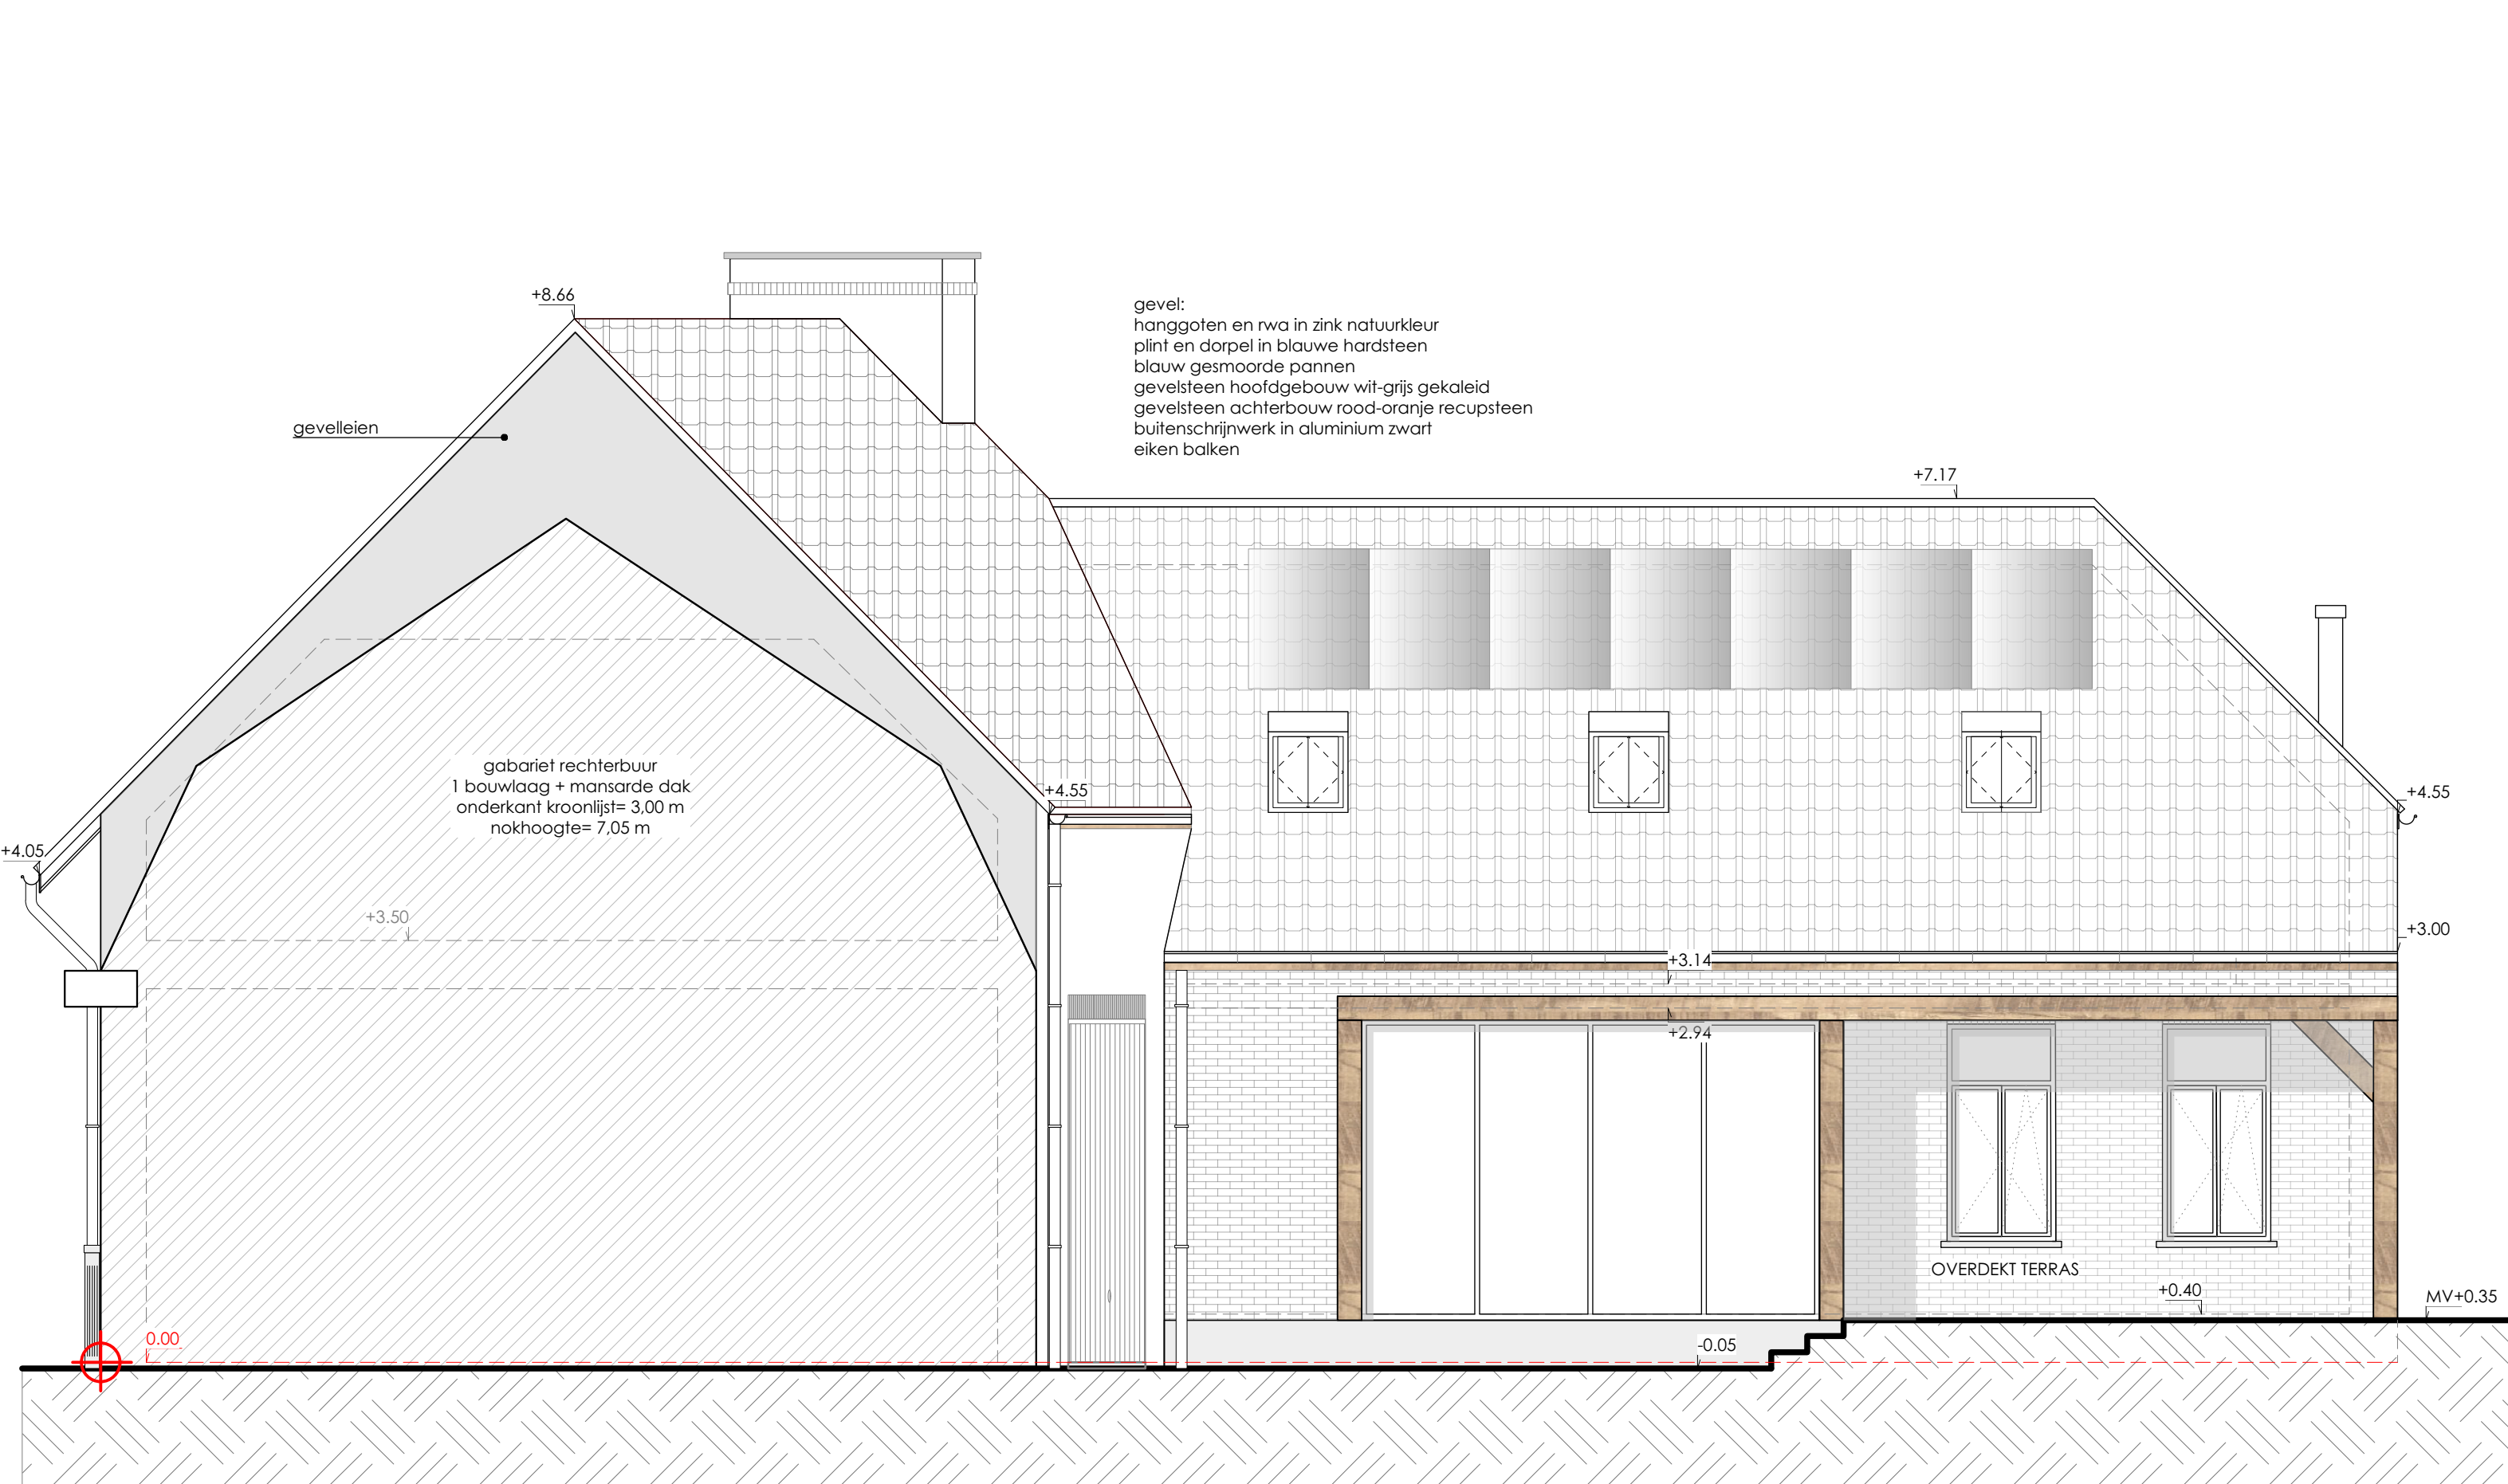 +8.66
gevel:
hanggoten en rwa in zink natuurkleur
plint en dorpel in blauwe hardsteen
blauw gesmoorde pannen
gevelsteen hoofdgebouw wit-grijs gekaleid
gevelsteen achterbouw rood-oranje recupsteen
buitenschrijnwerk in aluminium zwart
eiken balken
gevelleien
+7.17
gabariet rechterbuur
1 bouwlaag + mansarde dak
onderkant kroonlijst= 3,00 m
nokhoogte= 7,05 m
+4.55
+4.55
+4.05
+3.50
+3.00
+3.14
+2.94
OVERDEKT TERRAS
+0.40
MV+0.35
0.00
-0.05